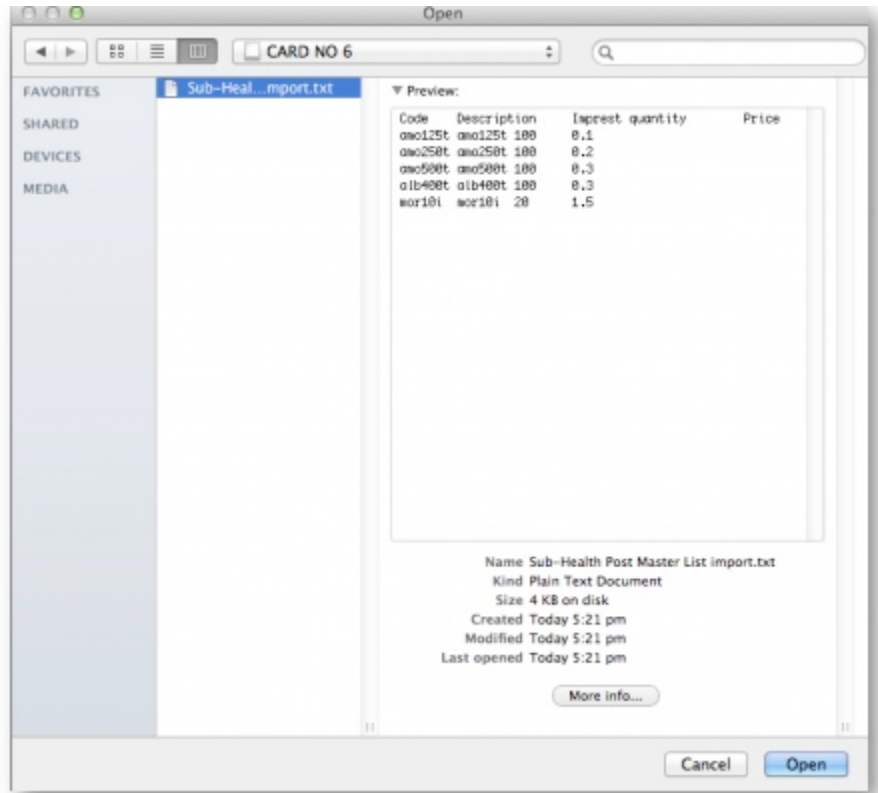 Open
CARD NO 6
FAVORITES
SHARED
DEVICES
MEDIA
Sub-Heal...mport.txt
Preview:
Code Description Imprest quantity Price
amo125t amo125t 100 0.1
amo250t amo250t 100 0.2
amo500t amo500t 100 0.3
alb400t alb400t 100 0.3
mor10i mor10i 20 1.5
Name Sub-Health Post Master List import.txt
Kind Plain Text Document
Size 4 KB on disk
Created Today 5:21 pm
Modified Today 5:21 pm
Last opened Today 5:21 pm
More info...
Cancel Open